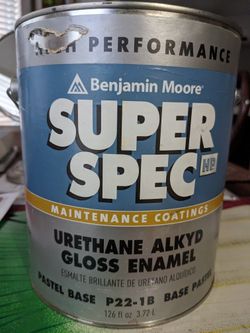 HIGH PERFORMANCE
Benjamin Moore®
SUPER
SPEC HP
MAINTENANCE COATINGS
URETHANE ALKYD
GLOSS ENAMEL
ESMALTE BRILLANTE DE URETANO ALQUÍDICO
PASTEL BASE P22-1B BASE PASTEL
126 fl oz 3.72 L